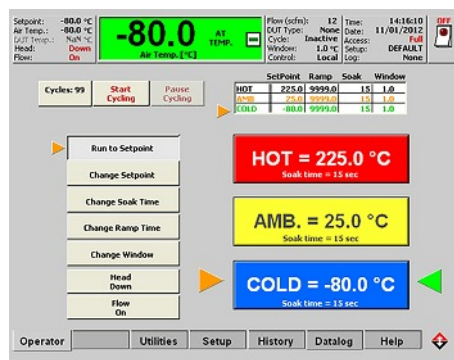 Setpoint: -80.0 °C
Air Temp.: -80.0 °C
DUT Temp.: NaN °C
Head: Down
Flow: On
-80.0
Air Temp.[°C]
AT
TEMP.
Flow (scfm): 12
DUT Type: None
Cycle: Inactive
Window: 1.0 °C
Control: Local
Time: 14:16:10
Date: 11/01/2012
Access: Full
Setup: DEFAULT
Log: None
OFF
Cycles: 99
Start
Cycling
Pause
Cycling
SetPoint Ramp Soak Window
HOT 225.0 9999.0 15 1.0
AMB 25.0 9999.0 15 1.0
COLD -80.0 9999.0 15 1.0
Run to Setpoint
Change Setpoint
Change Soak Time
Change Ramp Time
Change Window
Head
Down
Flow
On
HOT = 225.0 °C
Soak time = 15 sec
AMB. = 25.0 °C
Soak time = 15 sec
COLD = -80.0 °C
Soak time = 15 sec
Operator Utilities Setup History Datalog Help